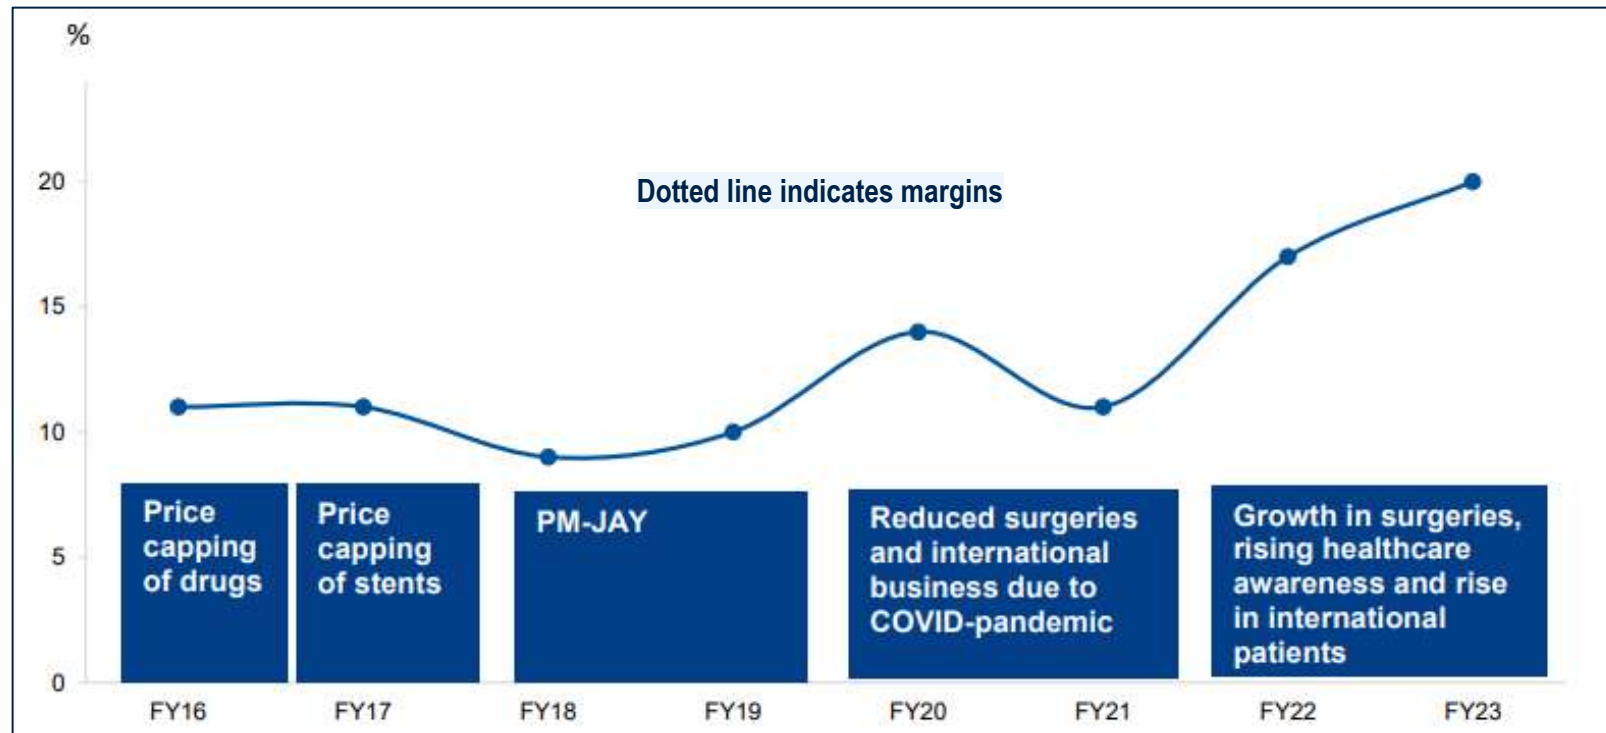 %
20
15
10
5
0
Dotted line indicates margins
Price
capping
of drugs
Price
capping
of stents
PM-JAY
Reduced surgeries
and international
business due to
COVID-pandemic
Growth in surgeries,
rising healthcare
awareness and rise
in international
patients
FY16 FY17 FY18 FY19 FY20 FY21 FY22 FY23